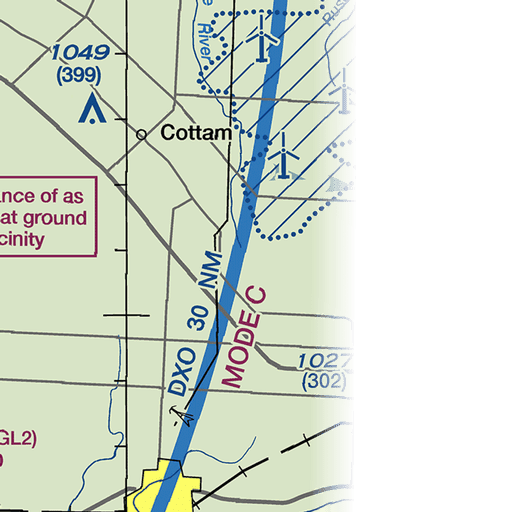 River
1049
(399)
Cottam
ance of as
at ground
cinity
DXO 30 NM
MODE C
1027
(302)
GL2)